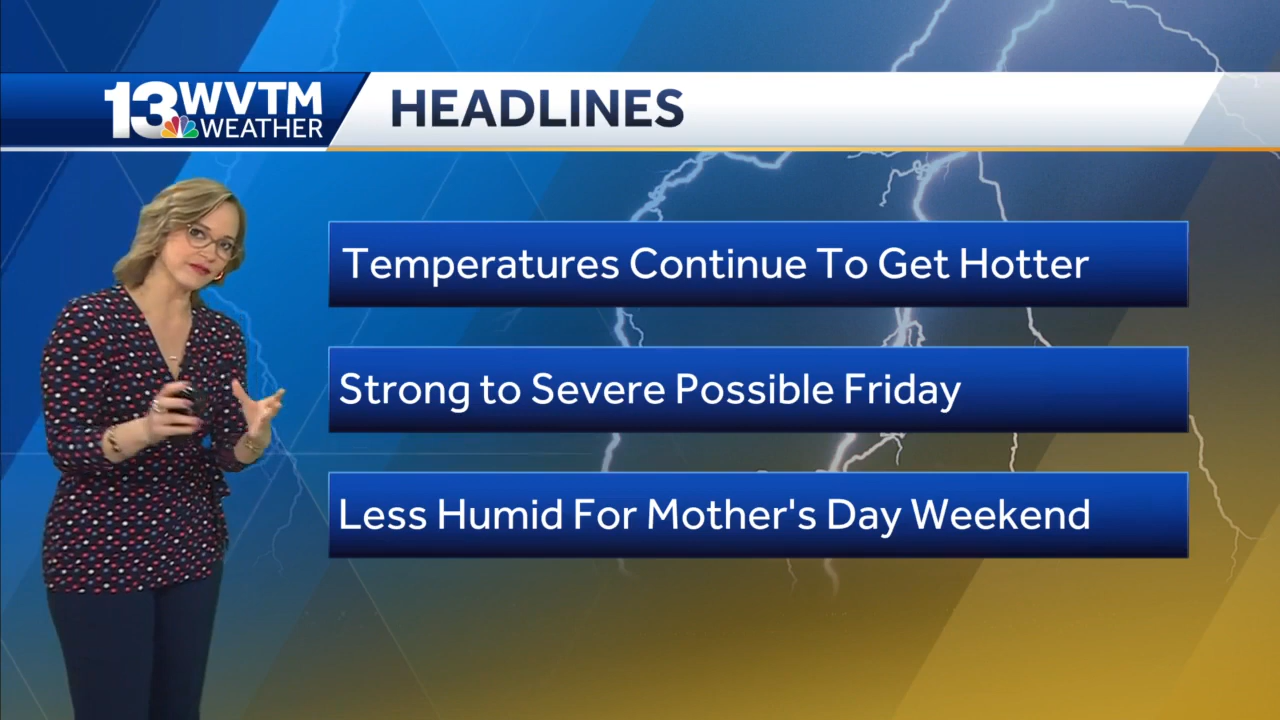 13 WVTM
WEATHER
HEADLINES
Temperatures Continue To Get Hotter
Strong to Severe Possible Friday
Less Humid For Mother's Day Weekend